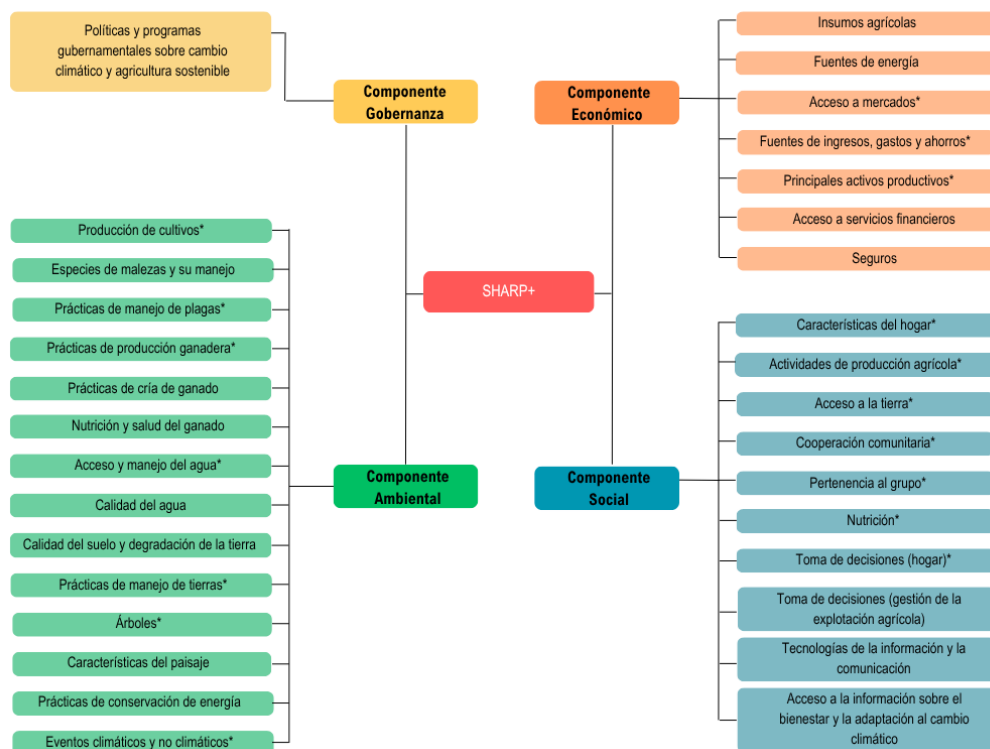 Políticas y programas
gubernamentales sobre cambio
climático y agricultura sostenible
Componente
Gobernanza
Componente
Económico
Insumos agrícolas
Fuentes de energía
Acceso a mercados*
Fuentes de ingresos, gastos y ahorros*
Principales activos productivos*
Acceso a servicios financieros
Seguros
SHARP+
Producción de cultivos*
Especies de malezas y su manejo
Prácticas de manejo de plagas*
Prácticas de producción ganadera*
Prácticas de cría de ganado
Nutrición y salud del ganado
Acceso y manejo del agua*
Calidad del agua
Calidad del suelo y degradación de la tierra
Prácticas de manejo de tierras*
Árboles*
Características del paisaje
Prácticas de conservación de energía
Eventos climáticos y no climáticos*
Componente
Ambiental
Componente
Social
Características del hogar*
Actividades de producción agrícola*
Acceso a la tierra*
Cooperación comunitaria*
Pertenencia al grupo*
Nutrición*
Toma de decisiones (hogar)*
Toma de decisiones (gestión de la
explotación agrícola)
Tecnologías de la información y la
comunicación
Acceso a la información sobre el
bienestar y la adaptación al cambio
climático